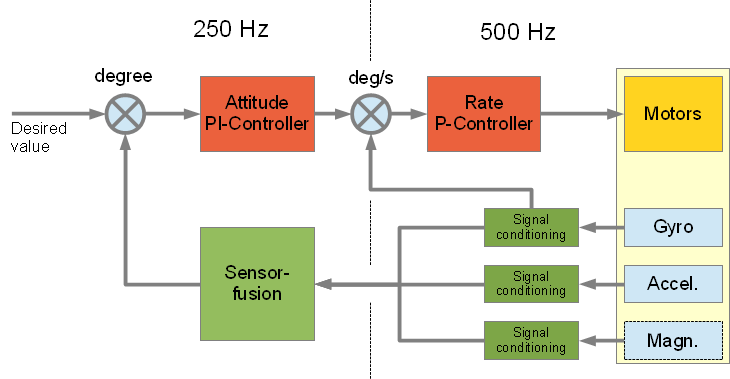 250 Hz
500 Hz
degree
deg/s
Desired
value
Attitude
PI-Controller
Rate
P-Controller
Motors
Signal
conditioning
Gyro
Sensor-
fusion
Signal
conditioning
Accel.
Signal
conditioning
Magn.